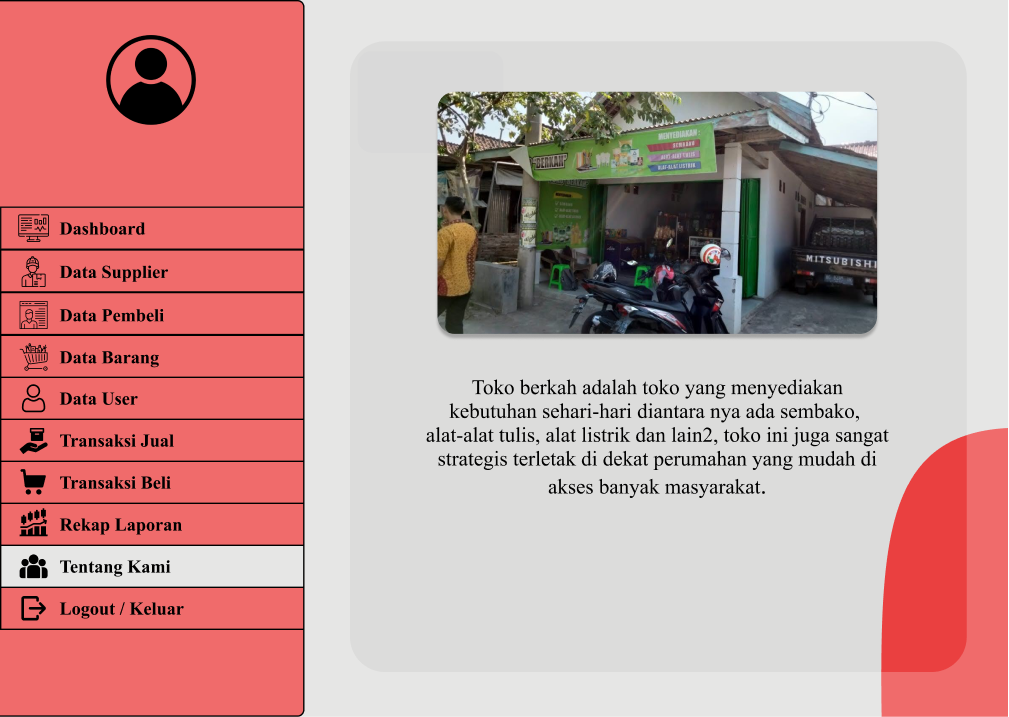 Dashboard
Data Supplier
Data Pembeli
Data Barang
Data User
Transaksi Jual
Transaksi Beli
Rekap Laporan
Tentang Kami
Logout / Keluar
BERKAH
MENYEDIAKAN :
SEMBAKO
ALAT-ALAT TULIS
ALAT-ALAT LISTRIK
MITSUBISHI
Toko berkah adalah toko yang menyediakan
kebutuhan sehari-hari diantara nya ada sembako,
alat-alat tulis, alat listrik dan lain2, toko ini juga sangat
strategis terletak di dekat perumahan yang mudah di
akses banyak masyarakat.